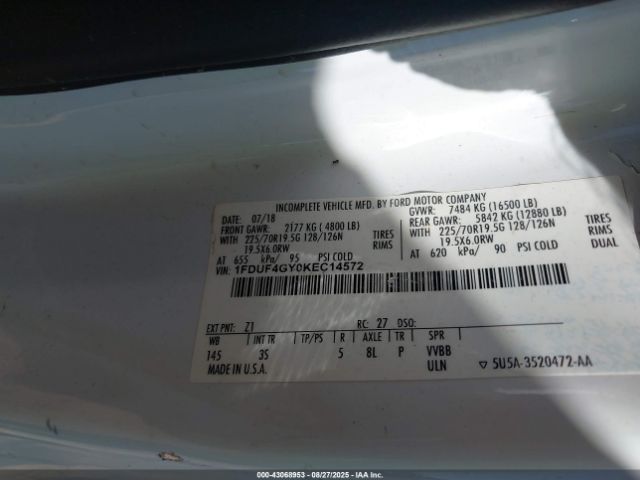 INCOMPLETE VEHICLE MFD. BY FORD MOTOR COMPANY
DATE: 07/18 GVWR: 7484 KG (16500 LB)
FRONT GAWR: 2177 KG (4800 LB) REAR GAWR: 5842 KG (12880 LB)
WITH 225/70R19.5G 128/126N TIRES WITH 225/70R19.5G 128/126N TIRES
19.5X6.0RW RIMS 19.5X6.0RW RIMS
AT 655 kPa/ 95 PSI COLD AT 620 kPa/ 90 PSI COLD DUAL
VIN: 1FDUF4GY0KEC14572
EXT PNT: Z1 RC: 27 DSO:
WB INT TR TP/PS R AXLE TR SPR
145 3S 5 8L P VVBB
MADE IN U.S.A. ULN ▽ 5U5A-3520472-AA
000-43068953 - 08/27/2025 - IAA Inc.